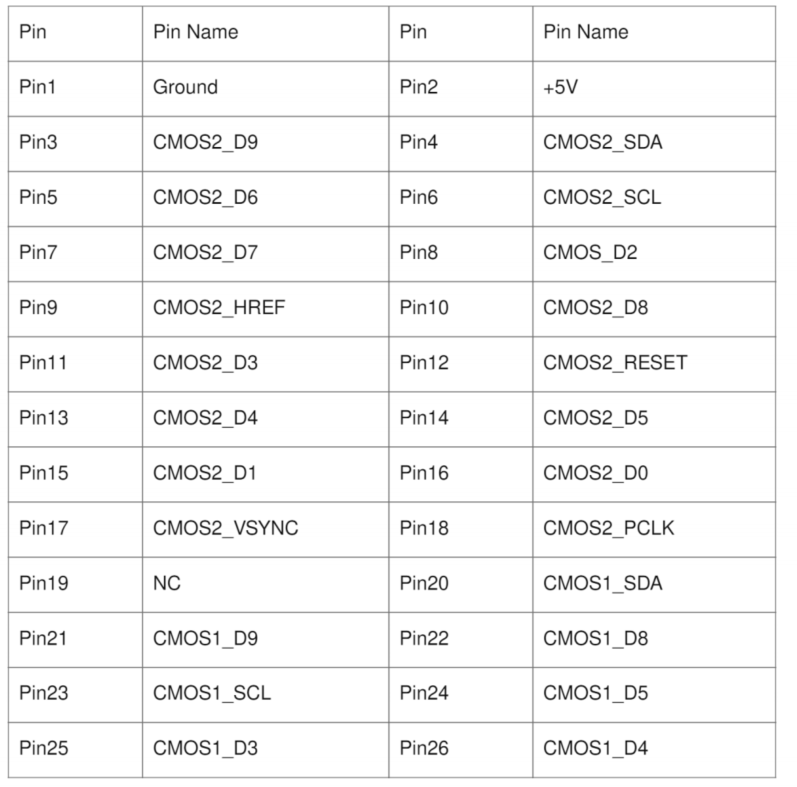 Pin Pin Name Pin Pin Name
Pin1 Ground Pin2 +5V
Pin3 CMOS2_D9 Pin4 CMOS2_SDA
Pin5 CMOS2_D6 Pin6 CMOS2_SCL
Pin7 CMOS2_D7 Pin8 CMOS_D2
Pin9 CMOS2_HREF Pin10 CMOS2_D8
Pin11 CMOS2_D3 Pin12 CMOS2_RESET
Pin13 CMOS2_D4 Pin14 CMOS2_D5
Pin15 CMOS2_D1 Pin16 CMOS2_D0
Pin17 CMOS2_VSYNC Pin18 CMOS2_PCLK
Pin19 NC Pin20 CMOS1_SDA
Pin21 CMOS1_D9 Pin22 CMOS1_D8
Pin23 CMOS1_SCL Pin24 CMOS1_D5
Pin25 CMOS1_D3 Pin26 CMOS1_D4